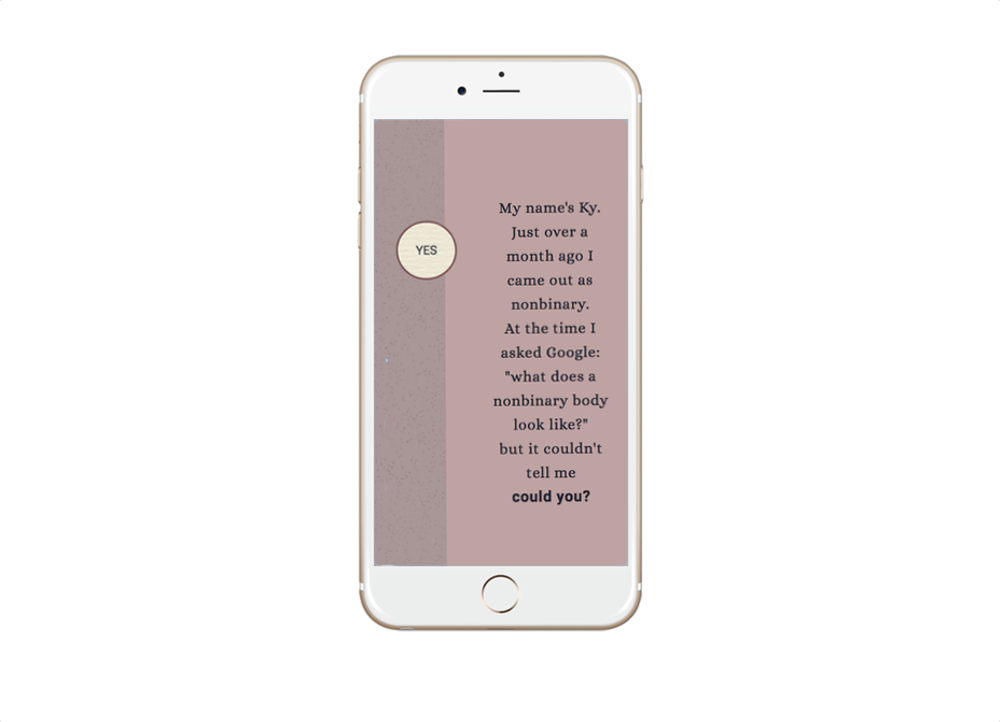 YES
My name's Ky.
Just over a
month ago I
came out as
nonbinary.
At the time I
asked Google:
"what does a
nonbinary body
look like?"
but it couldn't
tell me
could you?